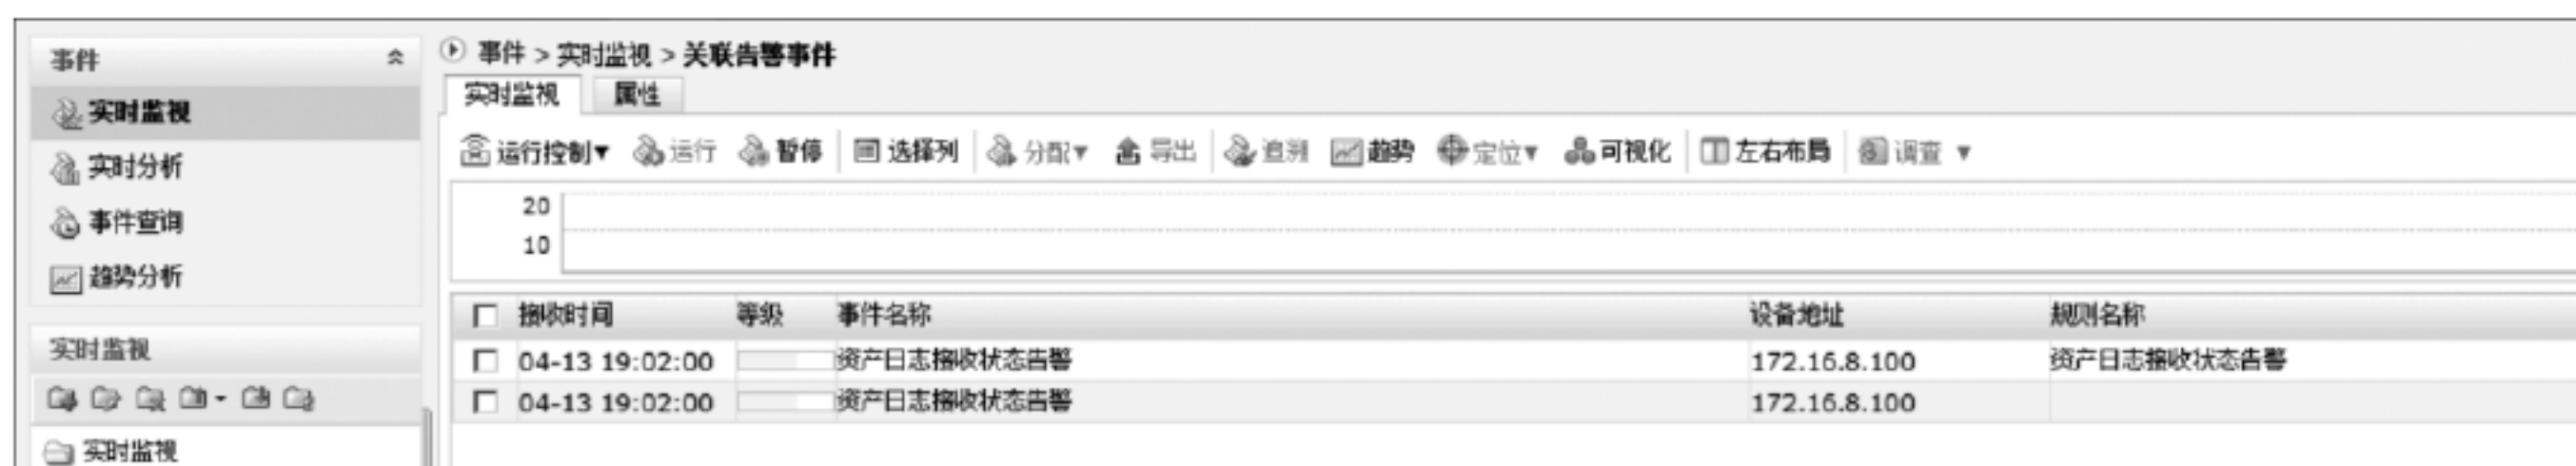 事件
实时监视
实时分析
事件查询
趋势分析
实时监视
实时监视
事件 > 实时监视 > 关联告警事件
实时监视 属性
运行控制▾ 运行 暂停 选择列 分配▾ 导出 追溯 趋势 定位▾ 可视化 左右布局 调查 ▾
20
10
接收时间 等级 事件名称 设备地址 规则名称
04-13 19:02:00 资产日志接收状态告警 172.16.8.100 资产日志接收状态告警
04-13 19:02:00 资产日志接收状态告警 172.16.8.100